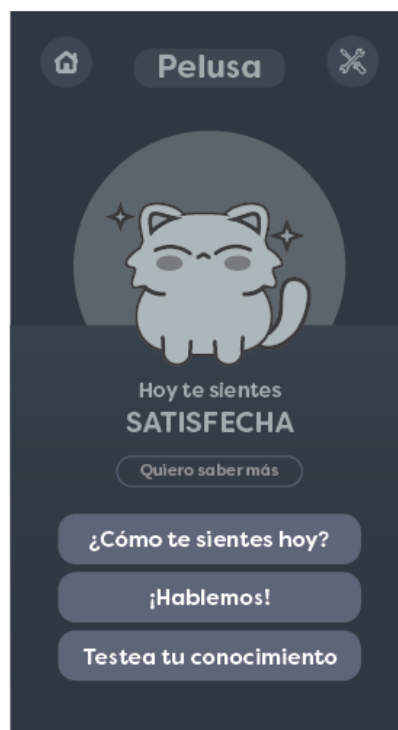 Pelusa
Hoy te sientes
SATISFECHA
Quiero saber más
¿Cómo te sientes hoy?
¡Hablemos!
Testea tu conocimiento